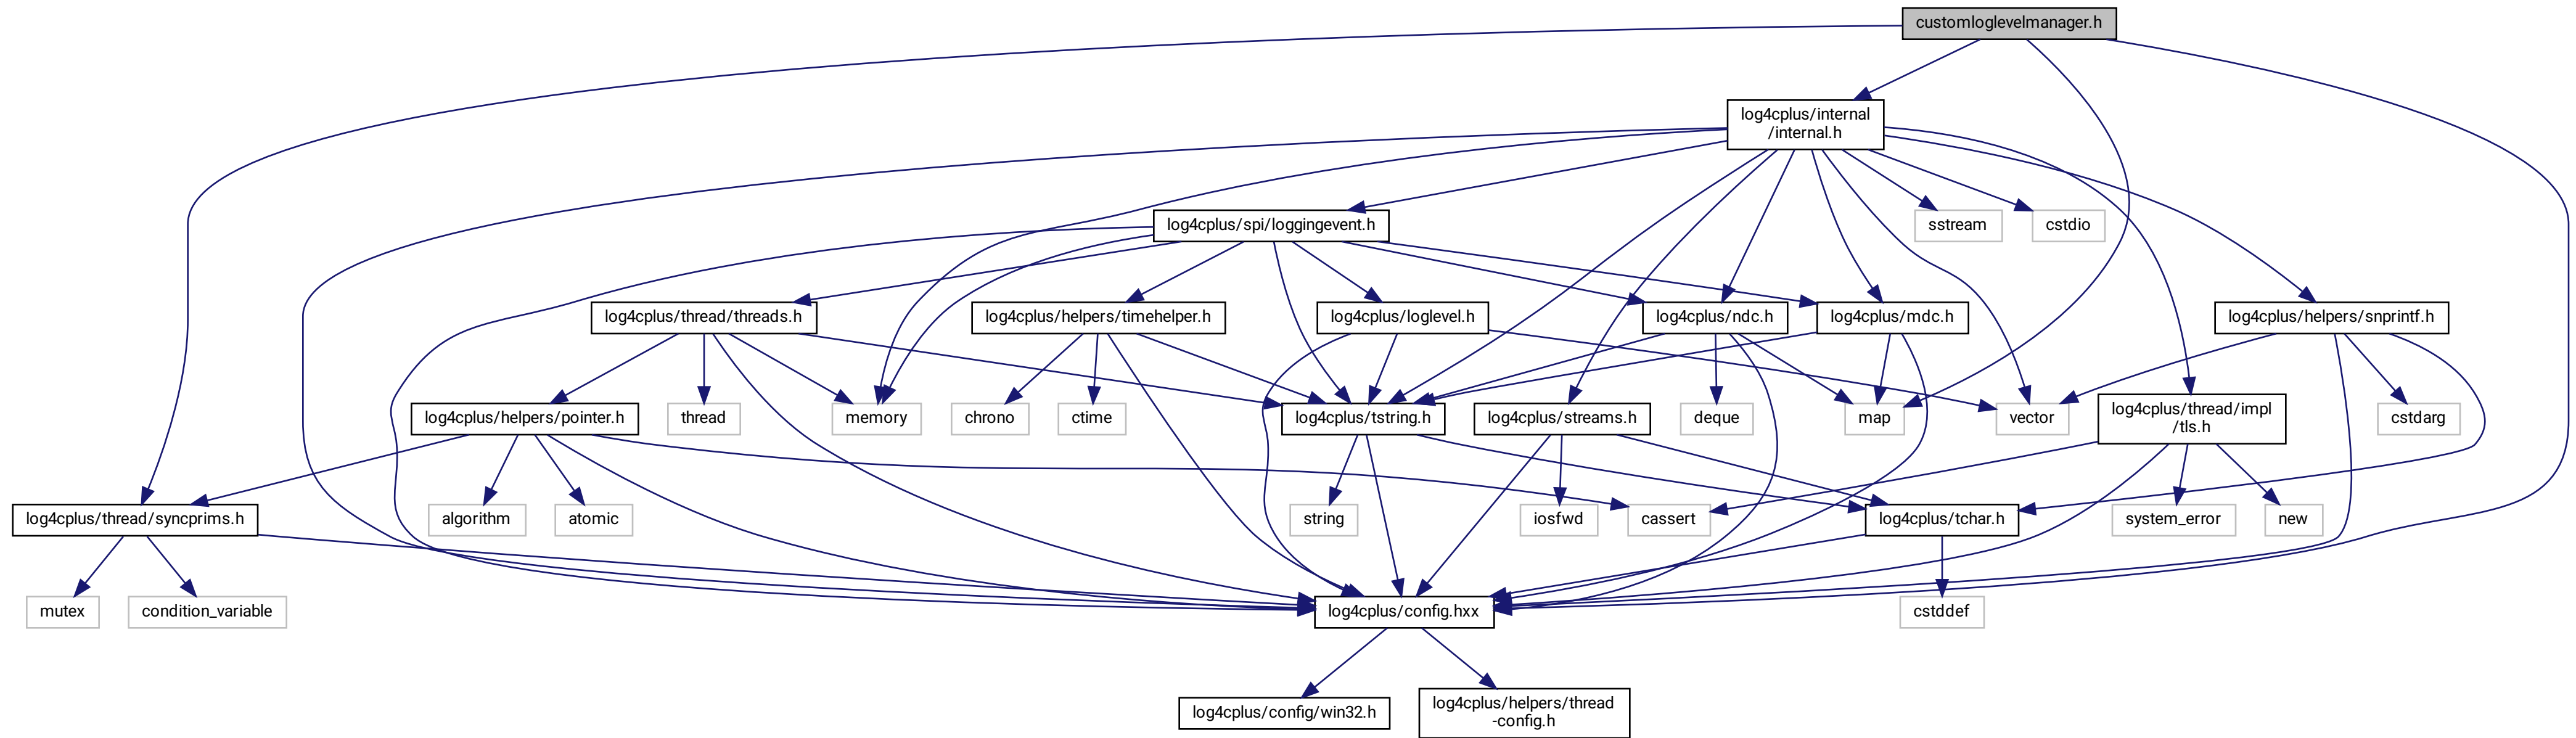 customloglevelmanager.h
log4cplus/internal
/internal.h
log4cplus/spi/loggingevent.h
sstream
cstdio
log4cplus/thread/threads.h
log4cplus/helpers/timehelper.h
log4cplus/loglevel.h
log4cplus/ndc.h
log4cplus/mdc.h
log4cplus/helpers/snprintf.h
log4cplus/helpers/pointer.h
thread
memory
chrono
ctime
log4cplus/tstring.h
log4cplus/streams.h
deque
map
vector
log4cplus/thread/impl
/tls.h
cstdarg
log4cplus/thread/syncprims.h
algorithm
atomic
string
iosfwd
cassert
log4cplus/tchar.h
system_error
new
mutex
condition_variable
log4cplus/config.hxx
cstddef
log4cplus/config/win32.h
log4cplus/helpers/thread
-config.h